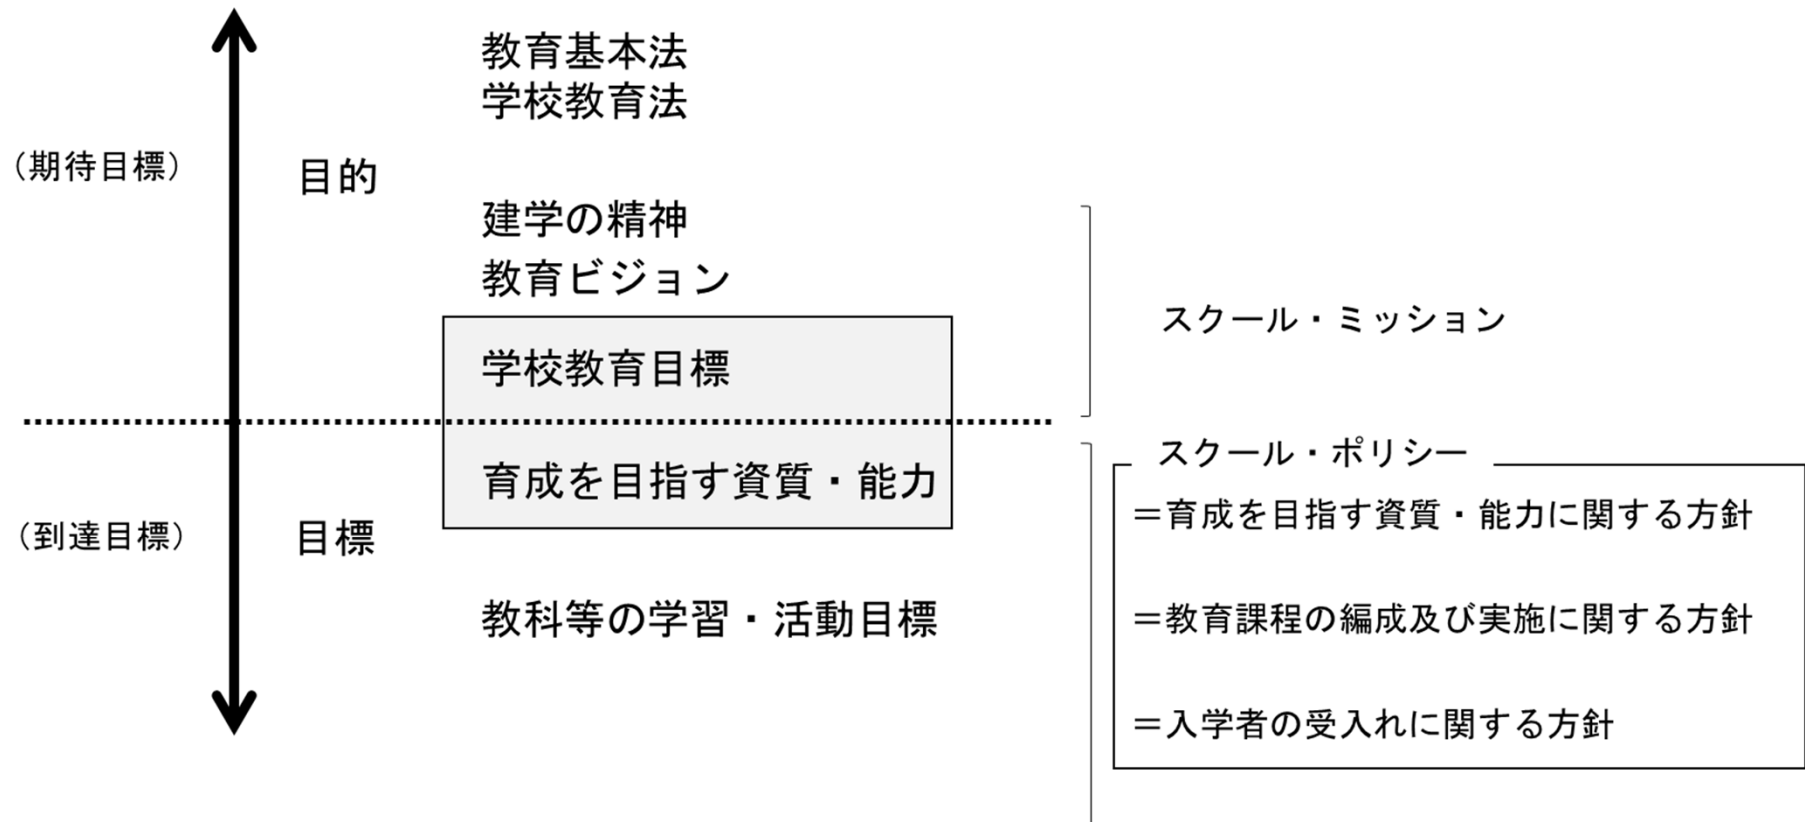 教育基本法
学校教育法
（期待目標）
目的
建学の精神
教育ビジョン
学校教育目標
スクール・ミッション
育成を目指す資質・能力
（到達目標）
目標
教科等の学習・活動目標
スクール・ポリシー
＝育成を目指す資質・能力に関する方針
＝教育課程の編成及び実施に関する方針
＝入学者の受入れに関する方針